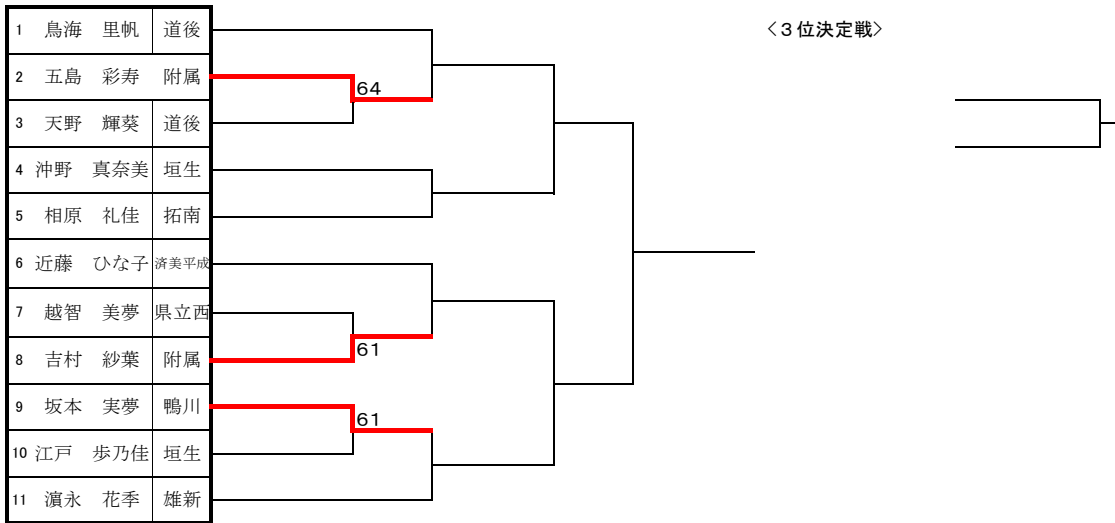 1 鳥海 里帆 道後
<3位決定戦>
2 五島 彩寿 附属
64
3 天野 輝葵 道後
4 沖野 真奈美 垣生
5 相原 礼佳 拓南
6 近藤 ひな子 済美平成
7 越智 美夢 県立西
61
8 吉村 紗葉 附属
9 坂本 実夢 鴨川
61
10 江戸 歩乃佳 垣生
11 濵永 花季 雄新